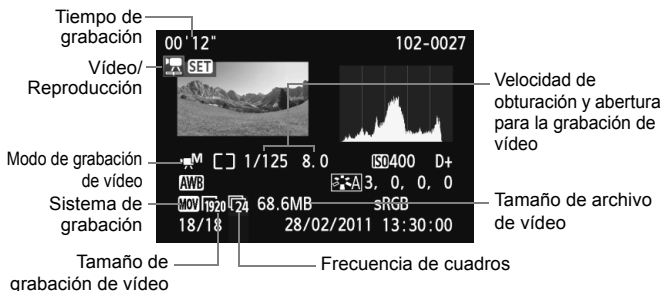 Tiempo de
grabación
Vídeo/
Reproducción
Modo de grabación
de vídeo
Sistema de
grabación
Tamaño de
grabación de vídeo
00'12" 102-0027
SET
M 1/125 8.0 ISO400 D+
AWB A 3, 0, 0, 0
MOV 1920 24 68.6MB sRGB
18/18 28/02/2011 13:30:00
Velocidad de
obturación y abertura
para la grabación de
vídeo
Tamaño de archivo
de vídeo
Frecuencia de cuadros